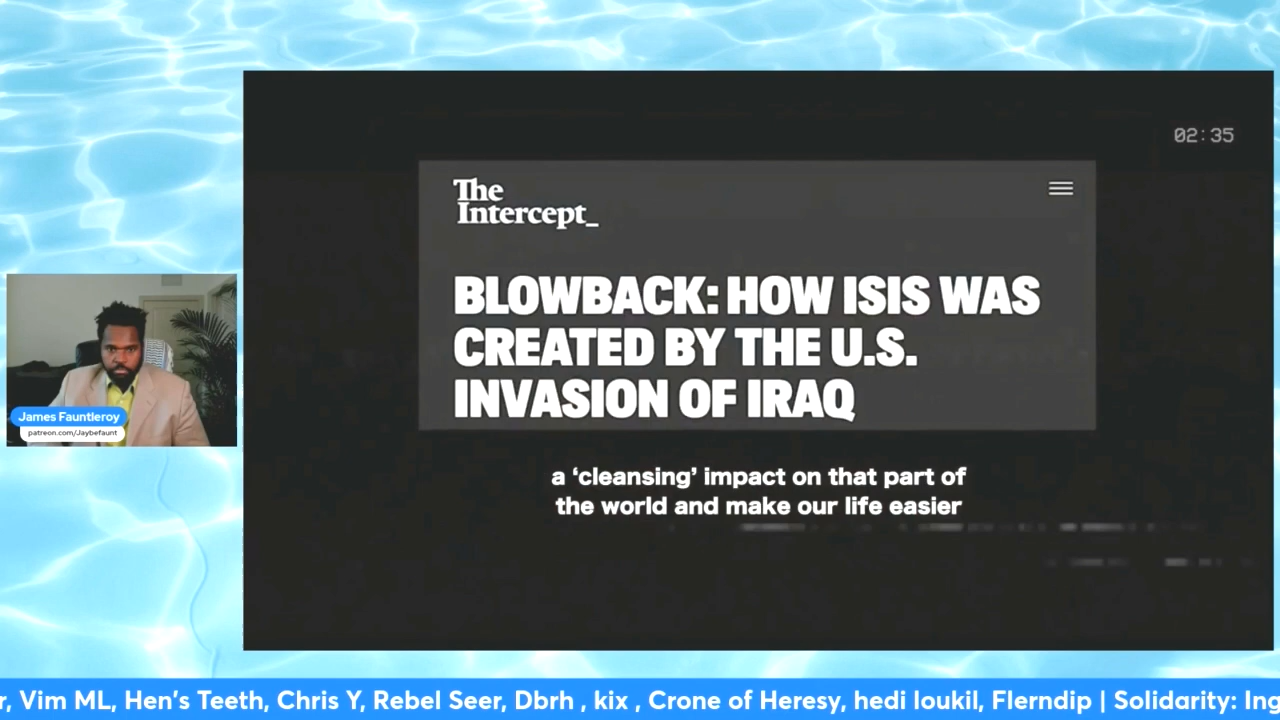 02:35
The
Intercept_
BLOWBACK: HOW ISIS WAS
CREATED BY THE U.S.
INVASION OF IRAQ
a ‘cleansing’ impact on that part of
the world and make our life easier
James Fauntleroy
patreon.com/Jaybefaunt
r, Vim ML, Hen's Teeth, Chris Y, Rebel Seer, Dbrh , kix , Crone of Heresy, hedi loukil, Flerndip | Solidarity: Ing